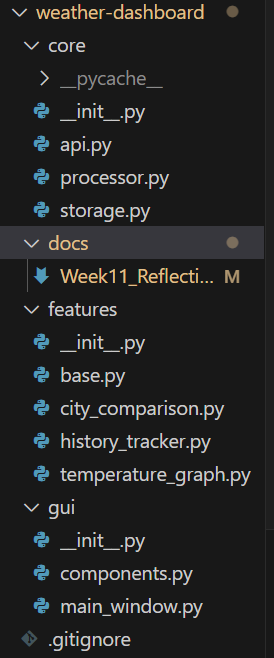 weather-dashboard
core
__pycache__
__init__.py
api.py
processor.py
storage.py
docs
Week11_Reflecti... M
features
__init__.py
base.py
city_comparison.py
history_tracker.py
temperature_graph.py
gui
__init__.py
components.py
main_window.py
.gitignore